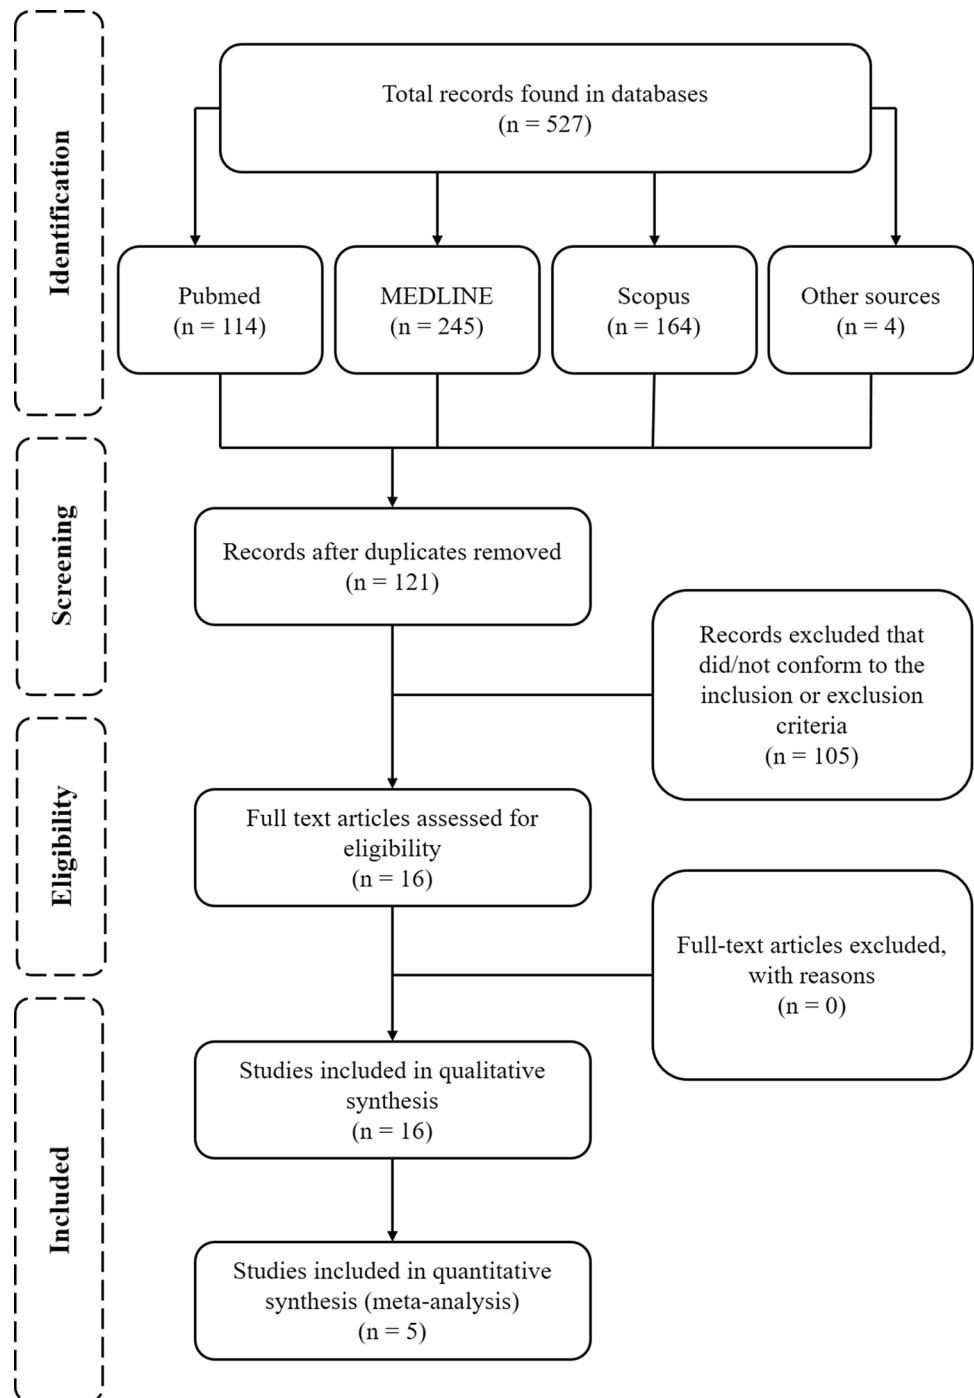 Identification
Total records found in databases
(n = 527)
Pubmed
(n = 114)
MEDLINE
(n = 245)
Scopus
(n = 164)
Other sources
(n = 4)
Screening
Records after duplicates removed
(n = 121)
Records excluded that
did/not conform to the
inclusion or exclusion
criteria
(n = 105)
Eligibility
Full text articles assessed for
eligibility
(n = 16)
Full-text articles excluded,
with reasons
(n = 0)
Included
Studies included in qualitative
synthesis
(n = 16)
Studies included in quantitative
synthesis (meta-analysis)
(n = 5)